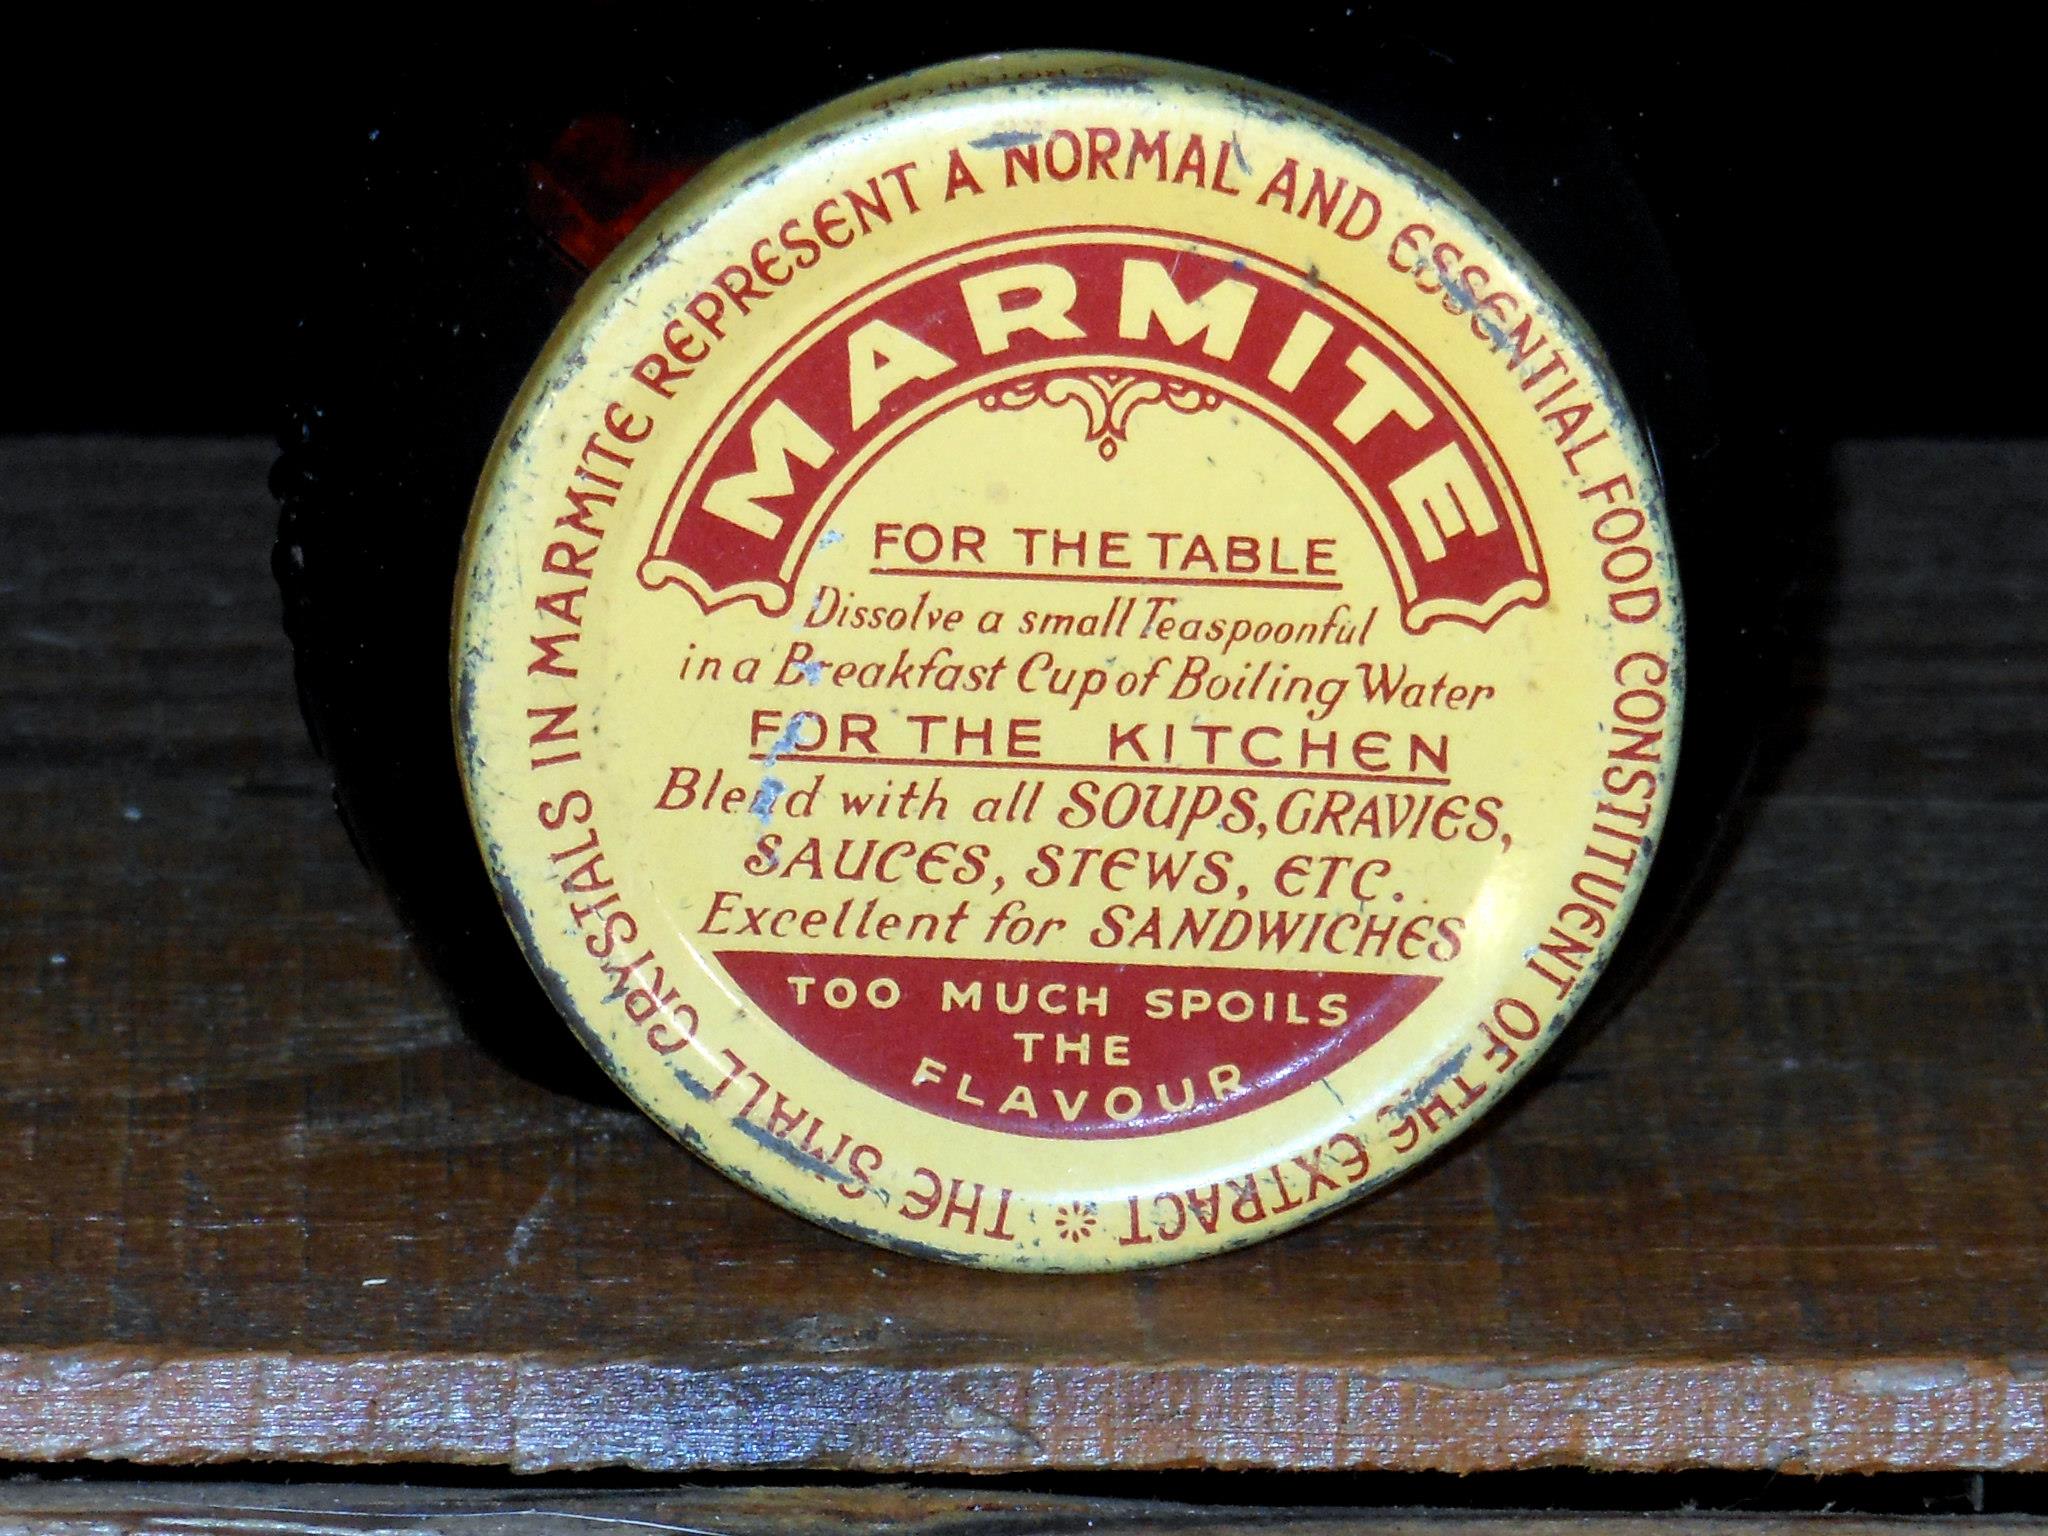 THE SMALL CRYSTALS IN MARMITE REPRESENT A NORMAL AND ESSENTIAL FOOD CONSTITUENT OF THE EXTRACT
MARMITE
FOR THE TABLE
Dissolve a small Teaspoonful
in a Breakfast Cup of Boiling Water
FOR THE KITCHEN
Blend with all SOUPS, GRAVIES,
SAUCES, STEWS, ETC.
Excellent for SANDWICHES
TOO MUCH SPOILS
THE
FLAVOUR